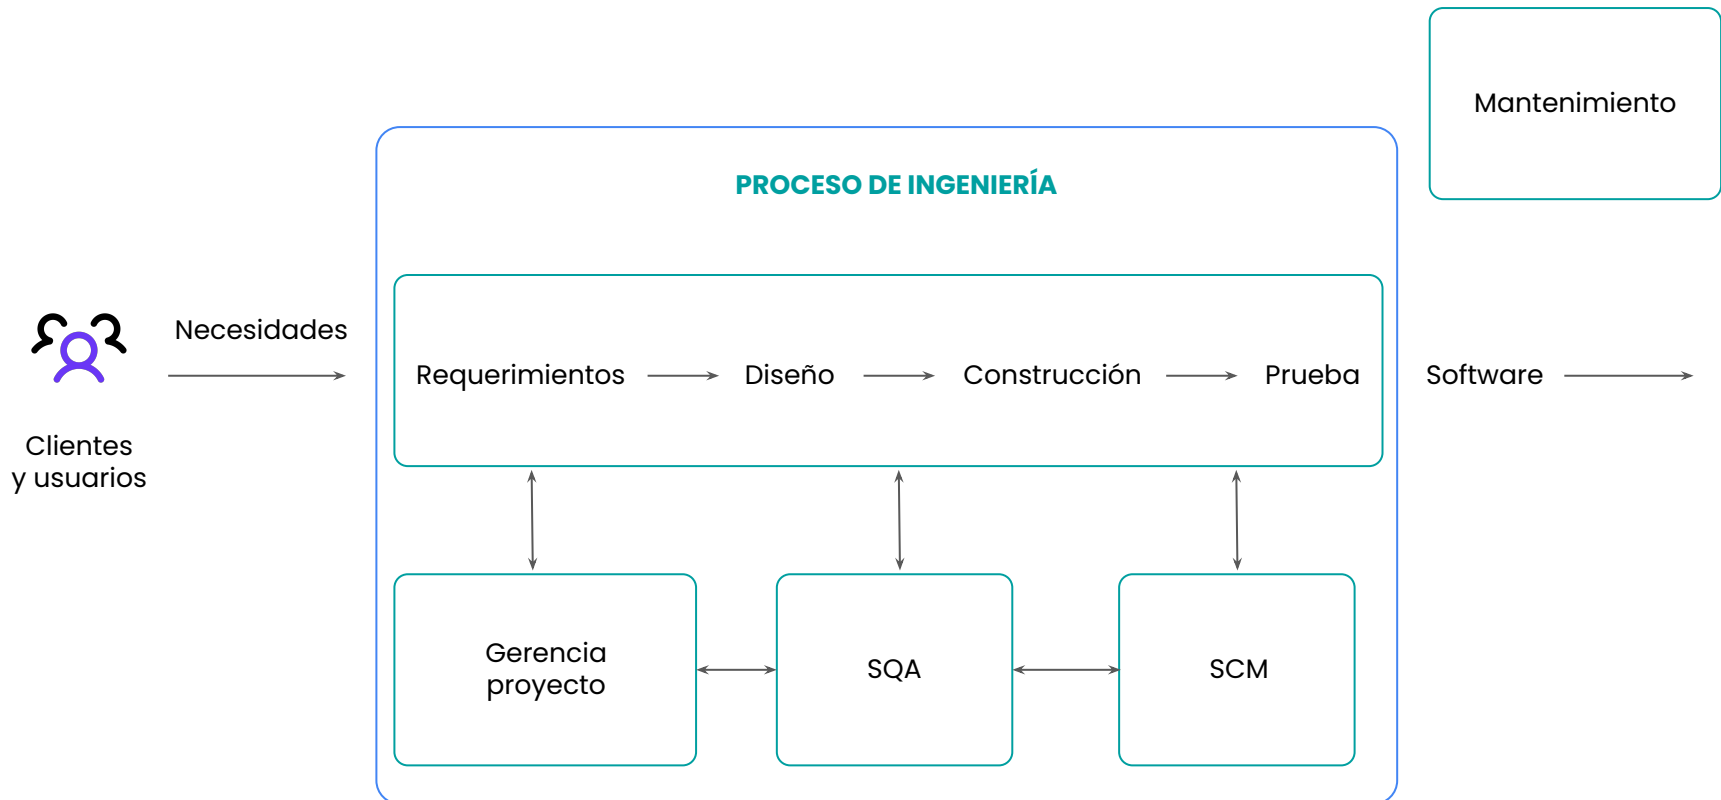 Mantenimiento
PROCESO DE INGENIERÍA
Necesidades
Clientes
y usuarios
Requerimientos
Diseño
Construcción
Prueba
Software
Gerencia
proyecto
SQA
SCM